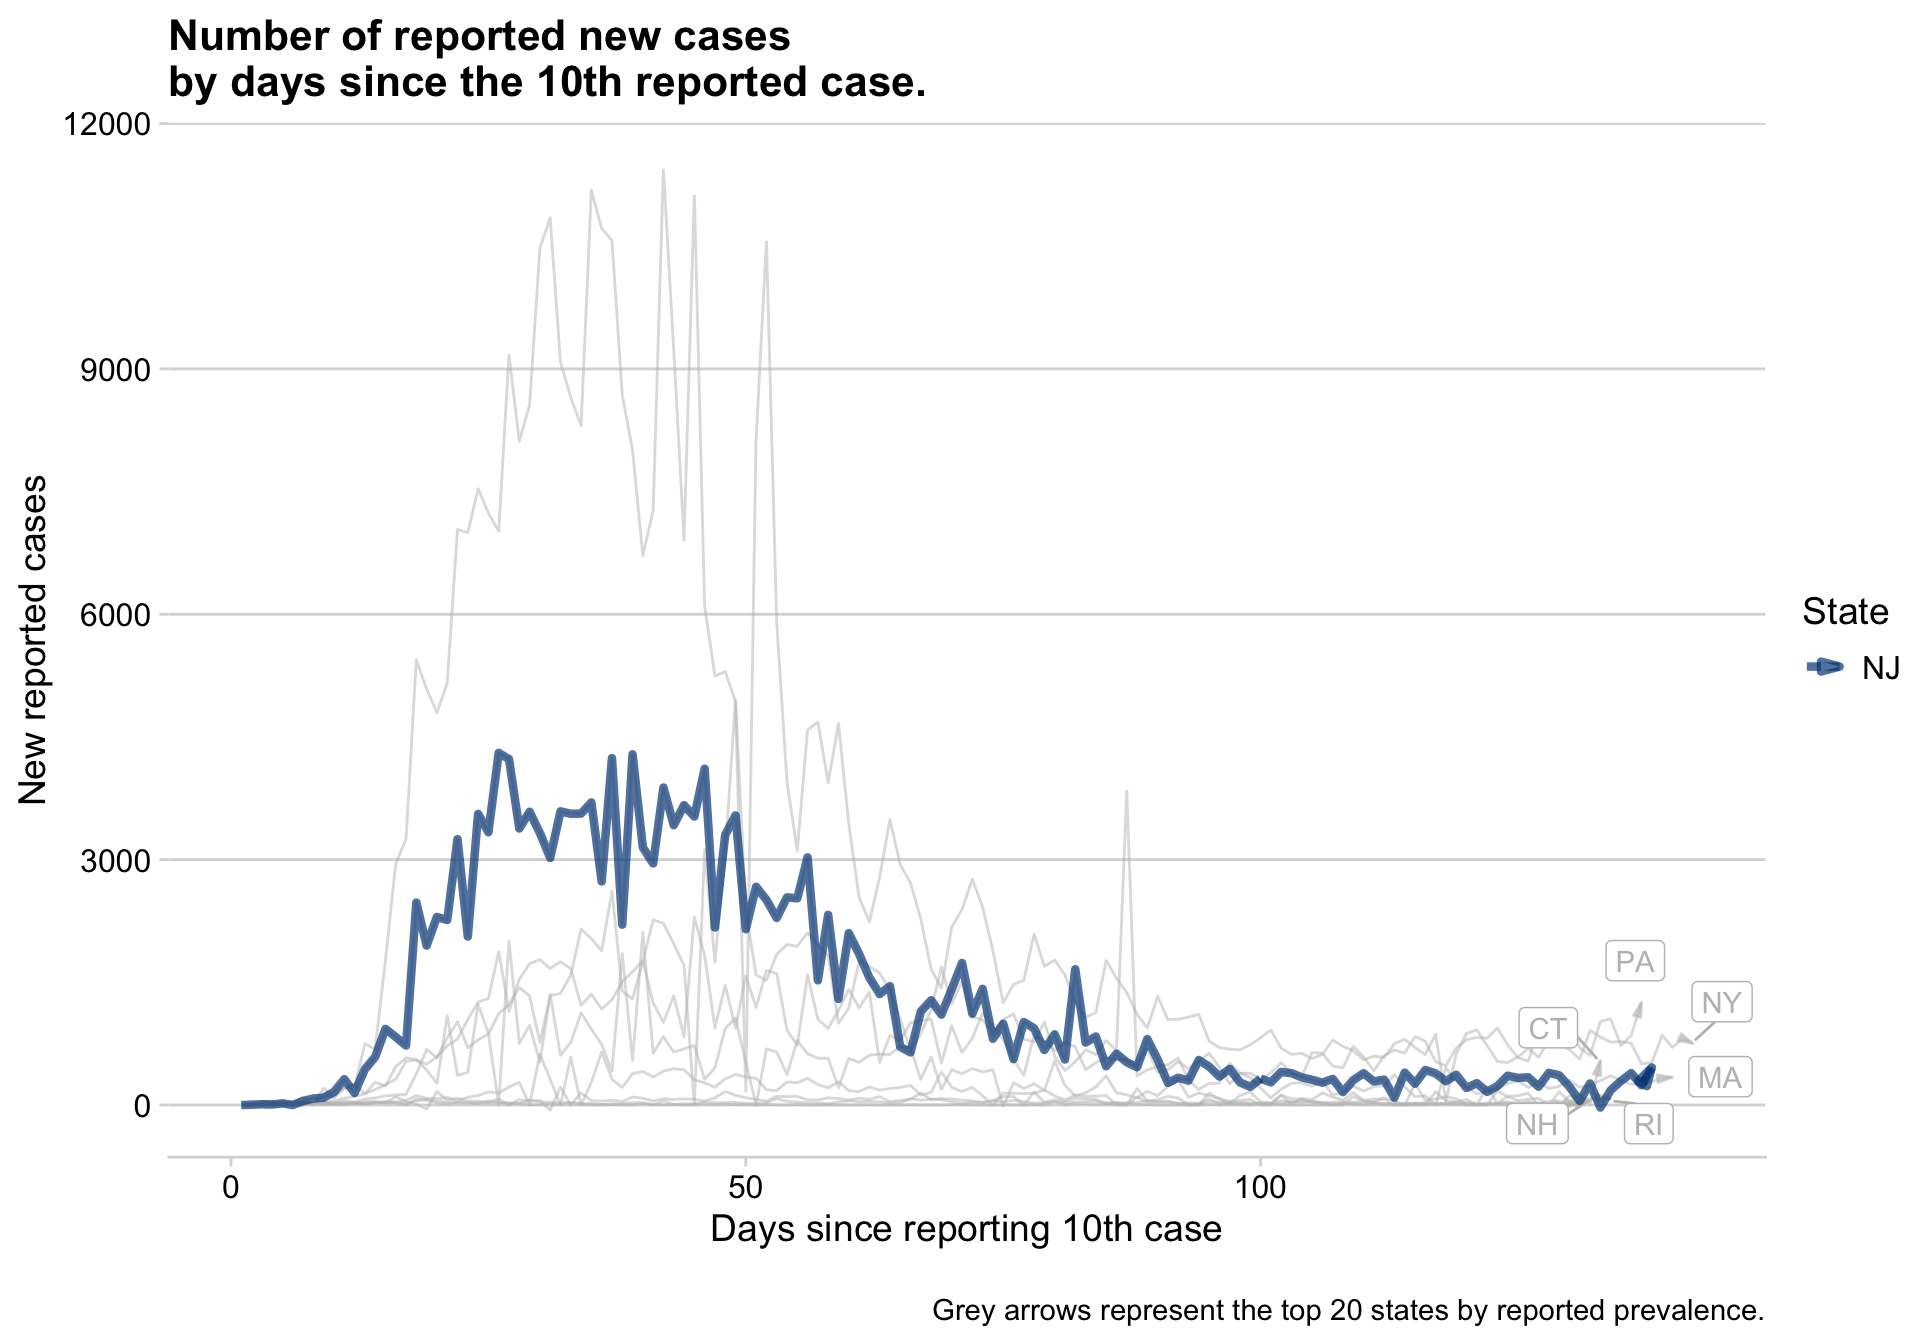 Number of reported new cases
by days since the 10th reported case.
12000
9000
6000
3000
0
New reported cases
PA
NY
CT
MA
NH
RI
State
NJ
0
50
100
Days since reporting 10th case
Grey arrows represent the top 20 states by reported prevalence.